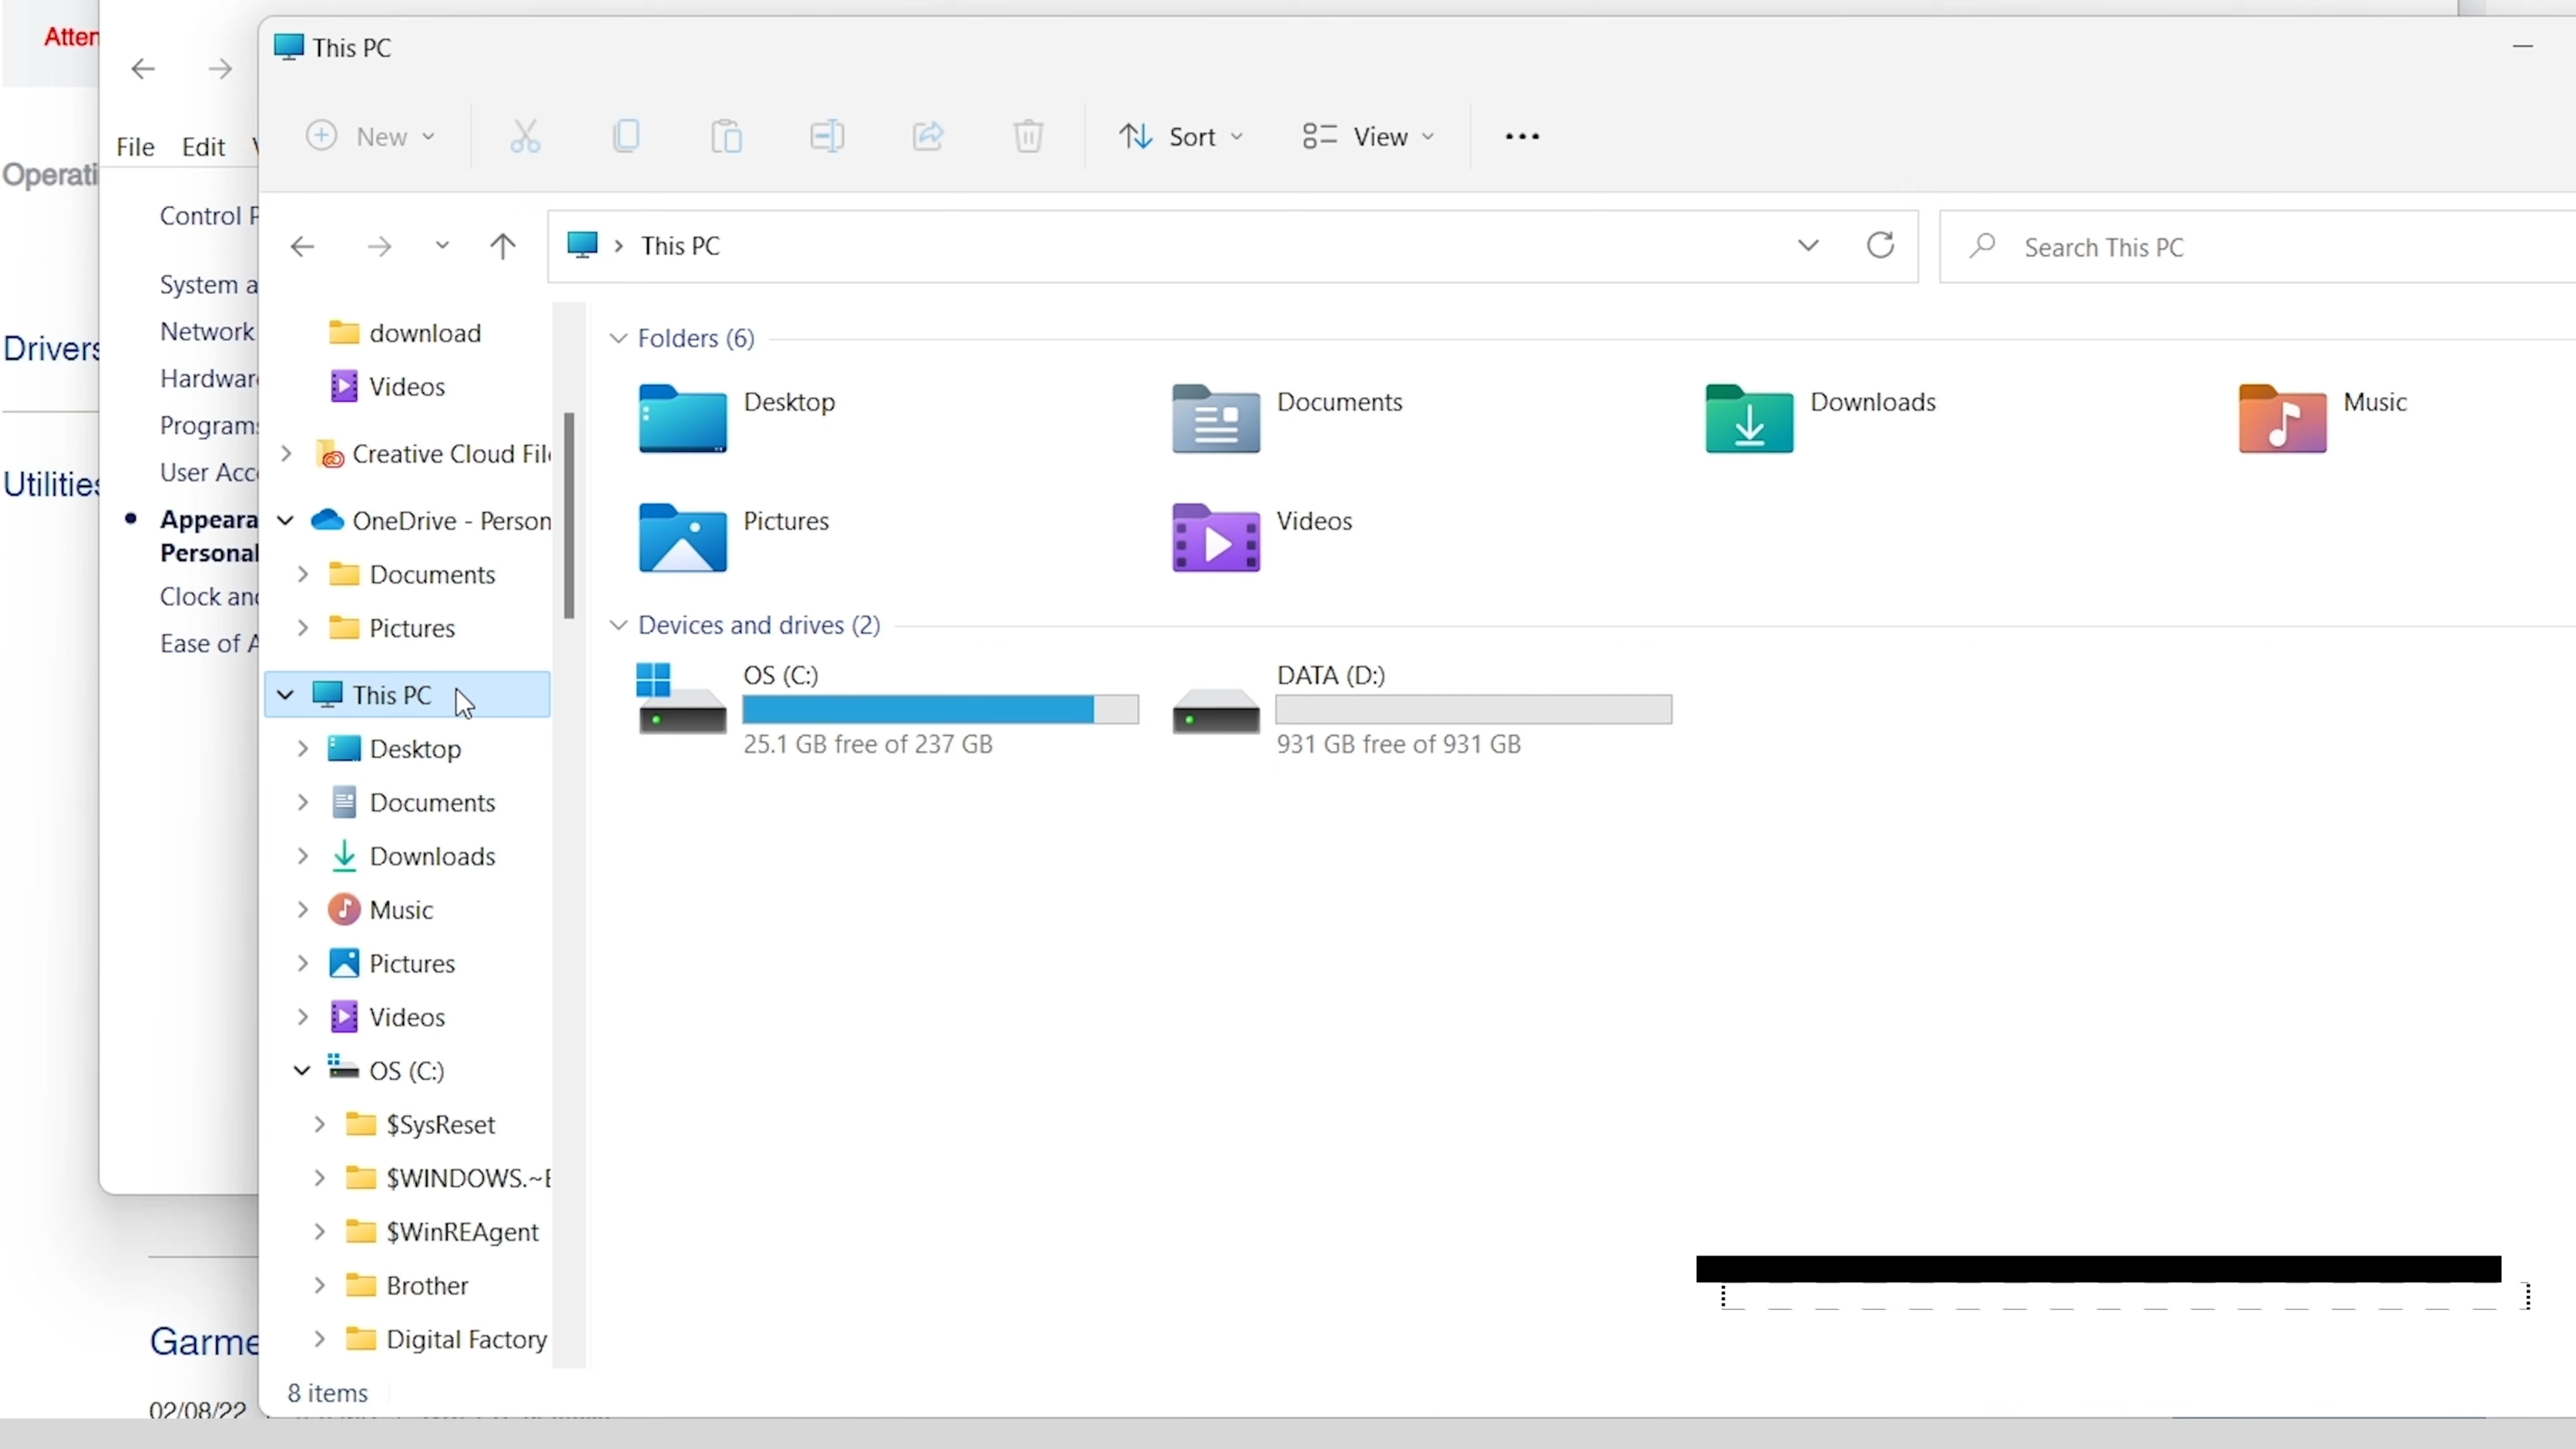 Atten
Operati
Drivers
Utilities
File Edit
Control P
System a
Network
Hardware
Programs
User Acc
Appeara
Personal
Clock and
Ease of A
Garme
02/08/22
This PC
New
Sort
View
This PC
Search This PC
download
Videos
Creative Cloud File
OneDrive - Person
Documents
Pictures
This PC
Desktop
Documents
Downloads
Music
Pictures
Videos
OS (C:)
$SysReset
$WINDOWS.~B
$WinREAgent
Brother
Digital Factory
Folders (6)
Desktop
Documents
Downloads
Music
Pictures
Videos
Devices and drives (2)
OS (C:)
25.1 GB free of 237 GB
DATA (D:)
931 GB free of 931 GB
8 items